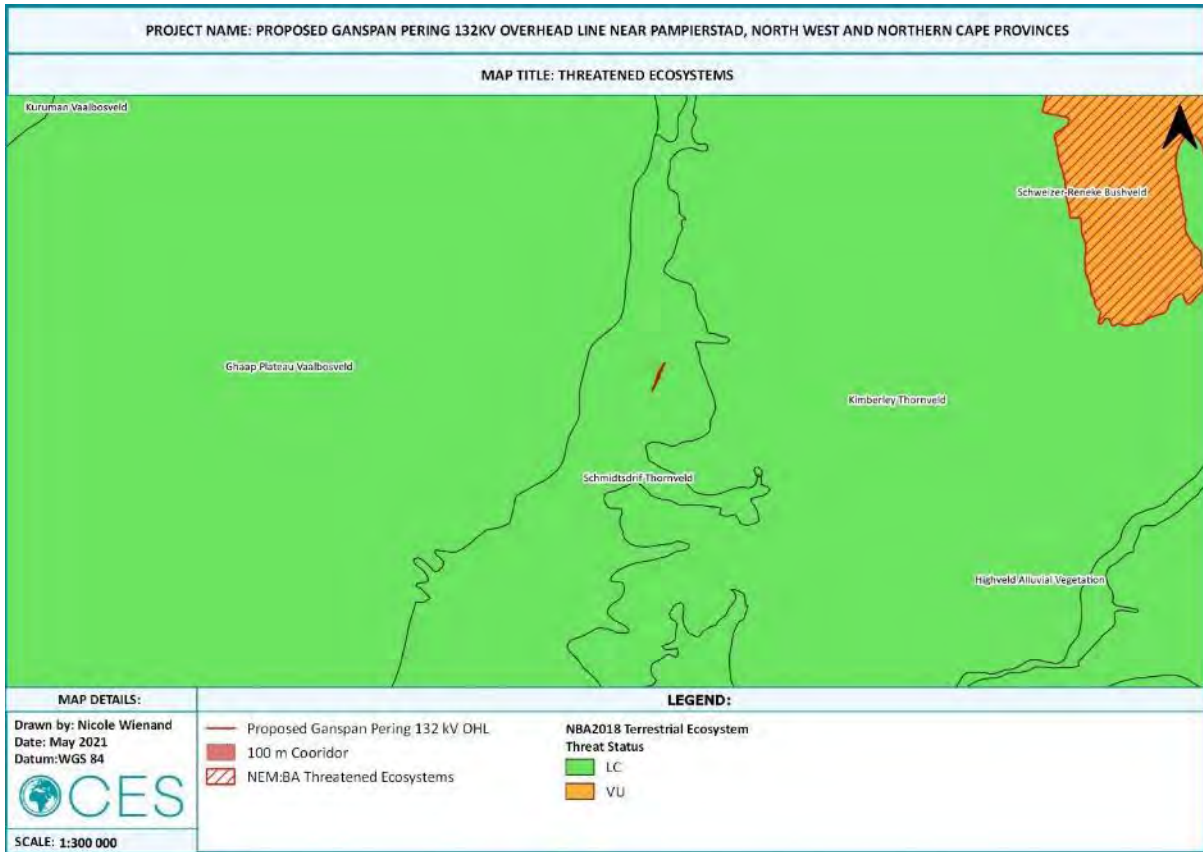 PROJECT NAME: PROPOSED GANSPAN PERING 132KV OVERHEAD LINE NEAR PAMPIERSTAD, NORTH WEST AND NORTHERN CAPE PROVINCES
MAP TITLE: THREATENED ECOSYSTEMS
Kuruman Vaalbosveld
Schweizer-Reneke Bushveld
Ghaap Plateau Vaalbosveld
Kimberley Thornveld
Schmidtsdrif Thornveld
Highveld Alluvial Vegetation
MAP DETAILS:
Drawn by: Nicole Wienand
Date: May 2021
Datum:WGS 84
CES
SCALE: 1:300 000
LEGEND:
Proposed Ganspan Pering 132 kV OHL
100 m Cooridor
NEM:BA Threatened Ecosystems
NBA2018 Terrestrial Ecosystem
Threat Status
LC
VU